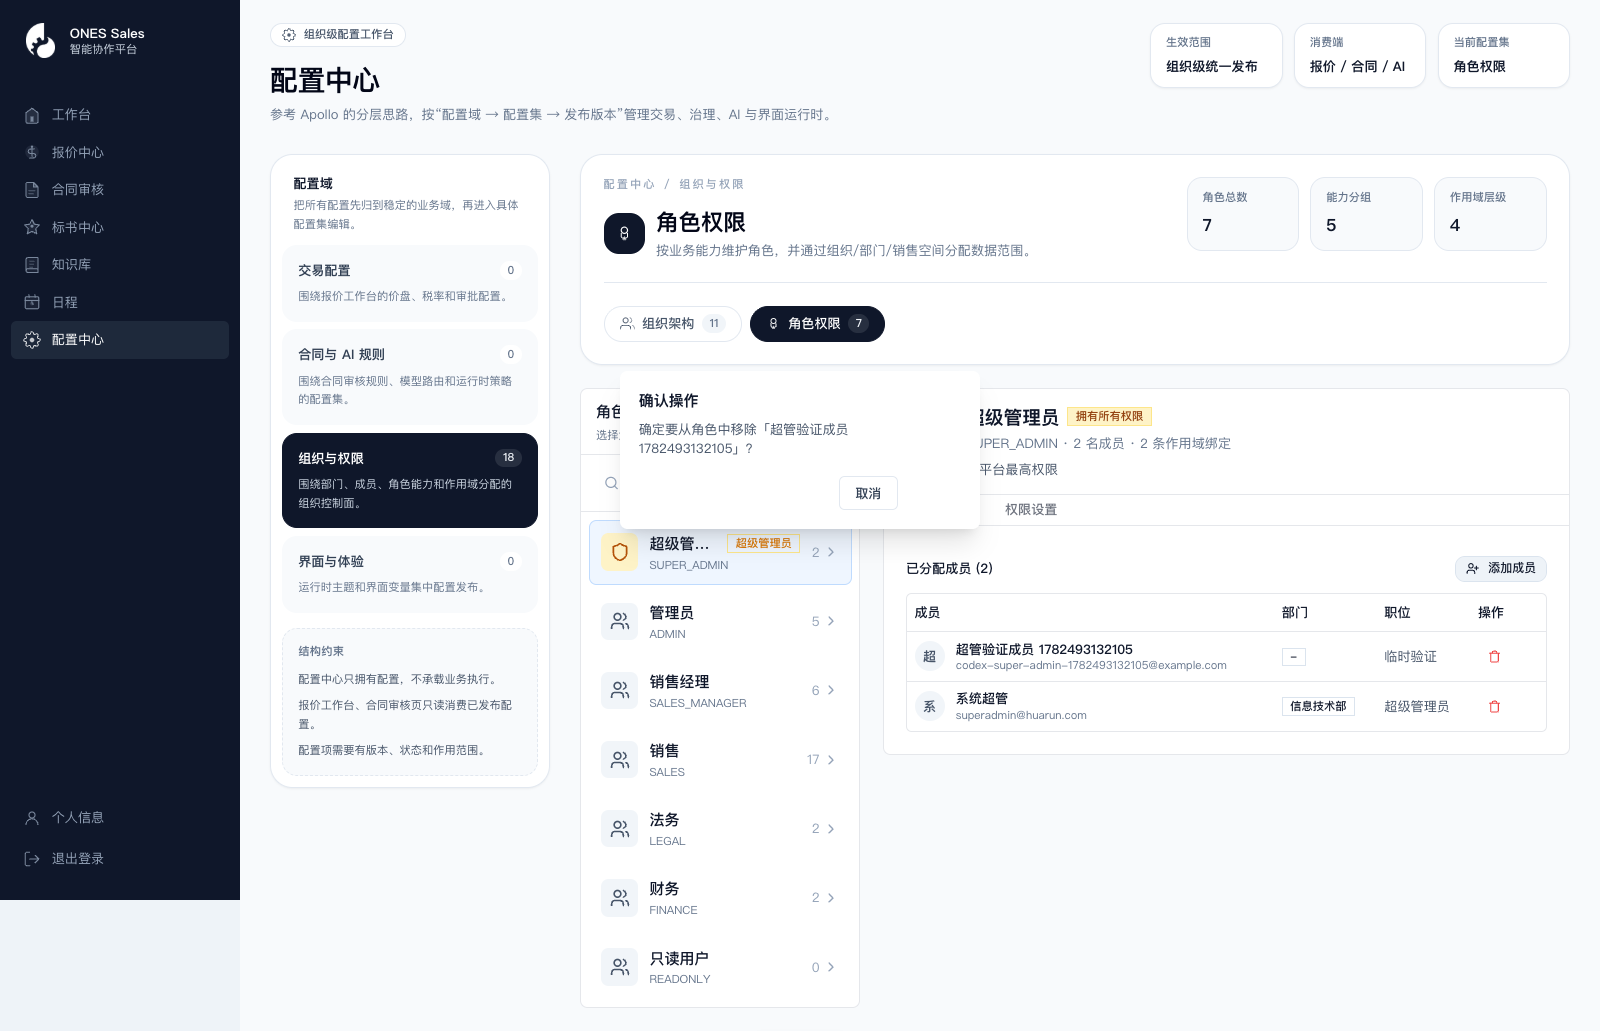 ONES Sales
智能协作平台
工作台
报价中心
合同审核
标书中心
知识库
日程
配置中心
个人信息
退出登录
组织级配置工作台
配置中心
参考 Apollo 的分层思路，按“配置域 → 配置集 → 发布版本”管理交易、治理、AI 与界面运行时。
生效范围
组织级统一发布
消费端
报价 / 合同 / AI
当前配置集
角色权限
配置域
把所有配置先归到稳定的业务域，再进入具体
配置集编辑。
交易配置 0
围绕报价工作台的价盘、税率和审批配置。
合同与 AI 规则 0
围绕合同审核规则、模型路由和运行时策略
的配置集。
组织与权限 18
围绕部门、成员、角色能力和作用域分配的
组织控制面。
界面与体验 0
运行时主题和界面变量集中配置发布。
结构约束
配置中心只拥有配置，不承载业务执行。
报价工作台、合同审核页只读消费已发布配
置。
配置项需要有版本、状态和作用范围。
配置中心 / 组织与权限
角色权限
按业务能力维护角色，并通过组织/部门/销售空间分配数据范围。
角色总数
7
能力分组
5
作用域层级
4
组织架构 11
角色权限 7
角色
选择
确认操作
确定要从角色中移除「超管验证成员
1782493132105」？
取消
超级管... 超级管理员 2
SUPER_ADMIN
管理员 5
ADMIN
销售经理 6
SALES_MANAGER
销售 17
SALES
法务 2
LEGAL
财务 2
FINANCE
只读用户 0
READONLY
级管理员 拥有所有权限
UPER_ADMIN · 2 名成员 · 2 条作用域绑定
平台最高权限
权限设置
已分配成员 (2)
添加成员
成员 部门 职位 操作
超 超管验证成员 1782493132105 – 临时验证
codex-super-admin-1782493132105@example.com
系 系统超管 信息技术部 超级管理员
superadmin@huarun.com